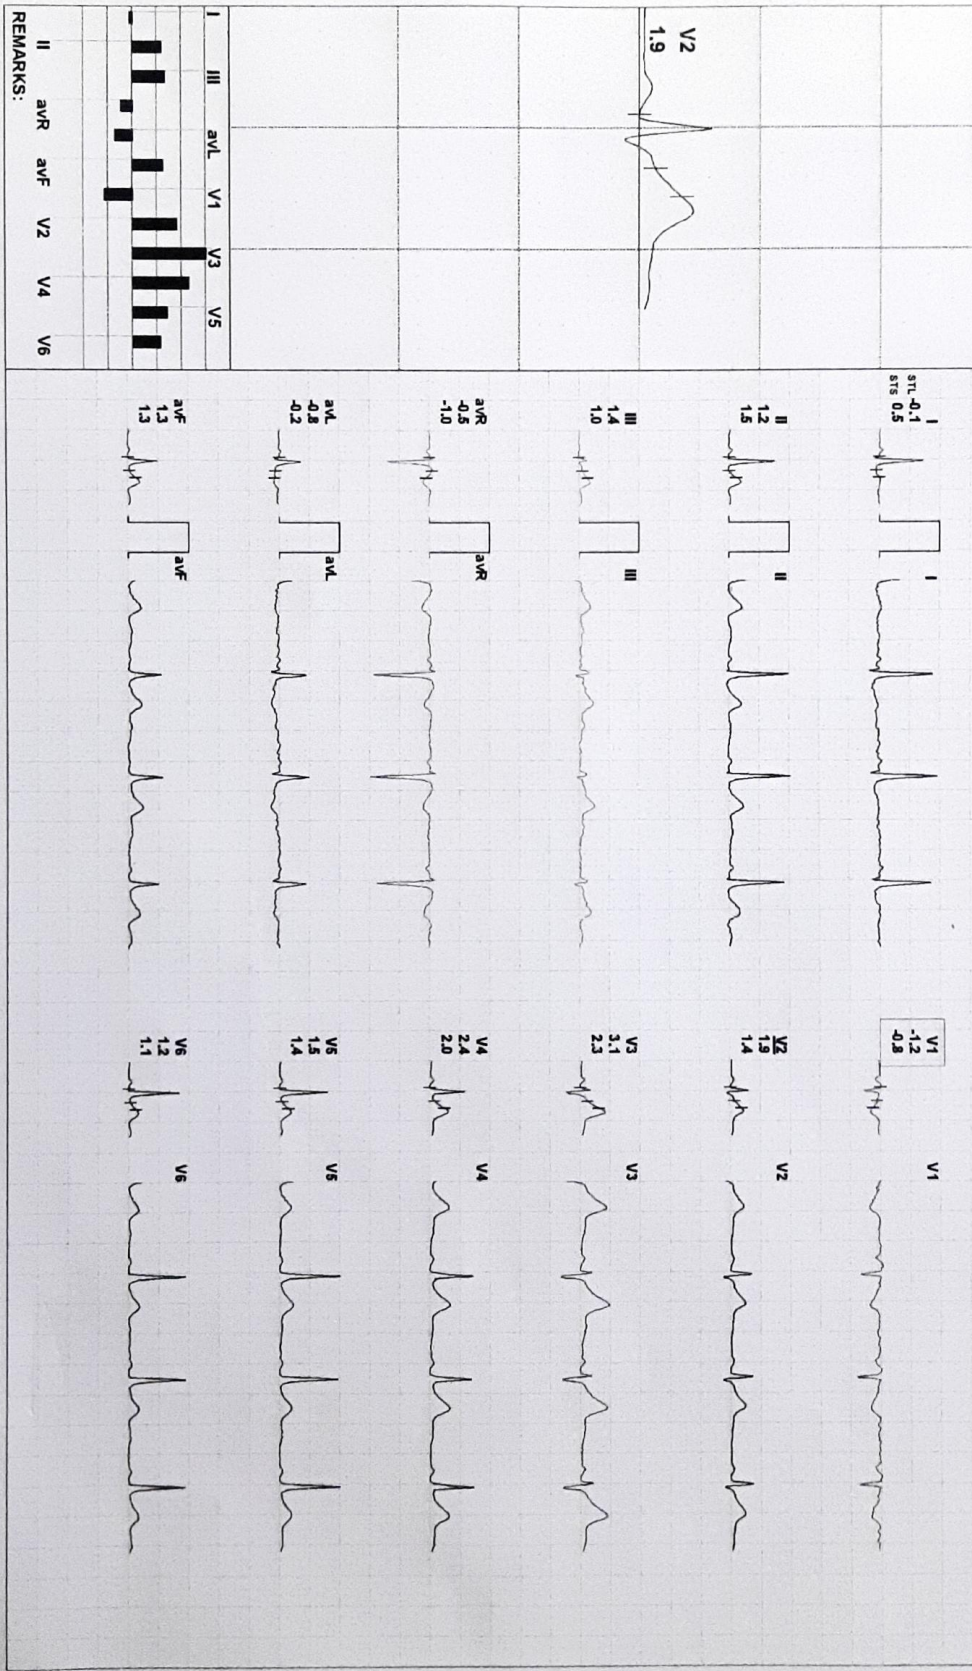 V2
1.9
I
STL -0.1
STS 0.5
I
II
1.2
1.5
II
III
1.4
1.0
III
avR
-0.5
-1.0
avR
avL
-0.8
-0.2
avL
avF
1.3
1.3
avF
V1
-1.2
-0.8
V1
V2
1.9
1.4
V2
V3
3.1
2.3
V3
V4
2.4
2.0
V4
V5
1.5
1.4
V5
V6
1.2
1.1
V6
I III avL V1 V3 V5
II avR avF V2 V4 V6
REMARKS: